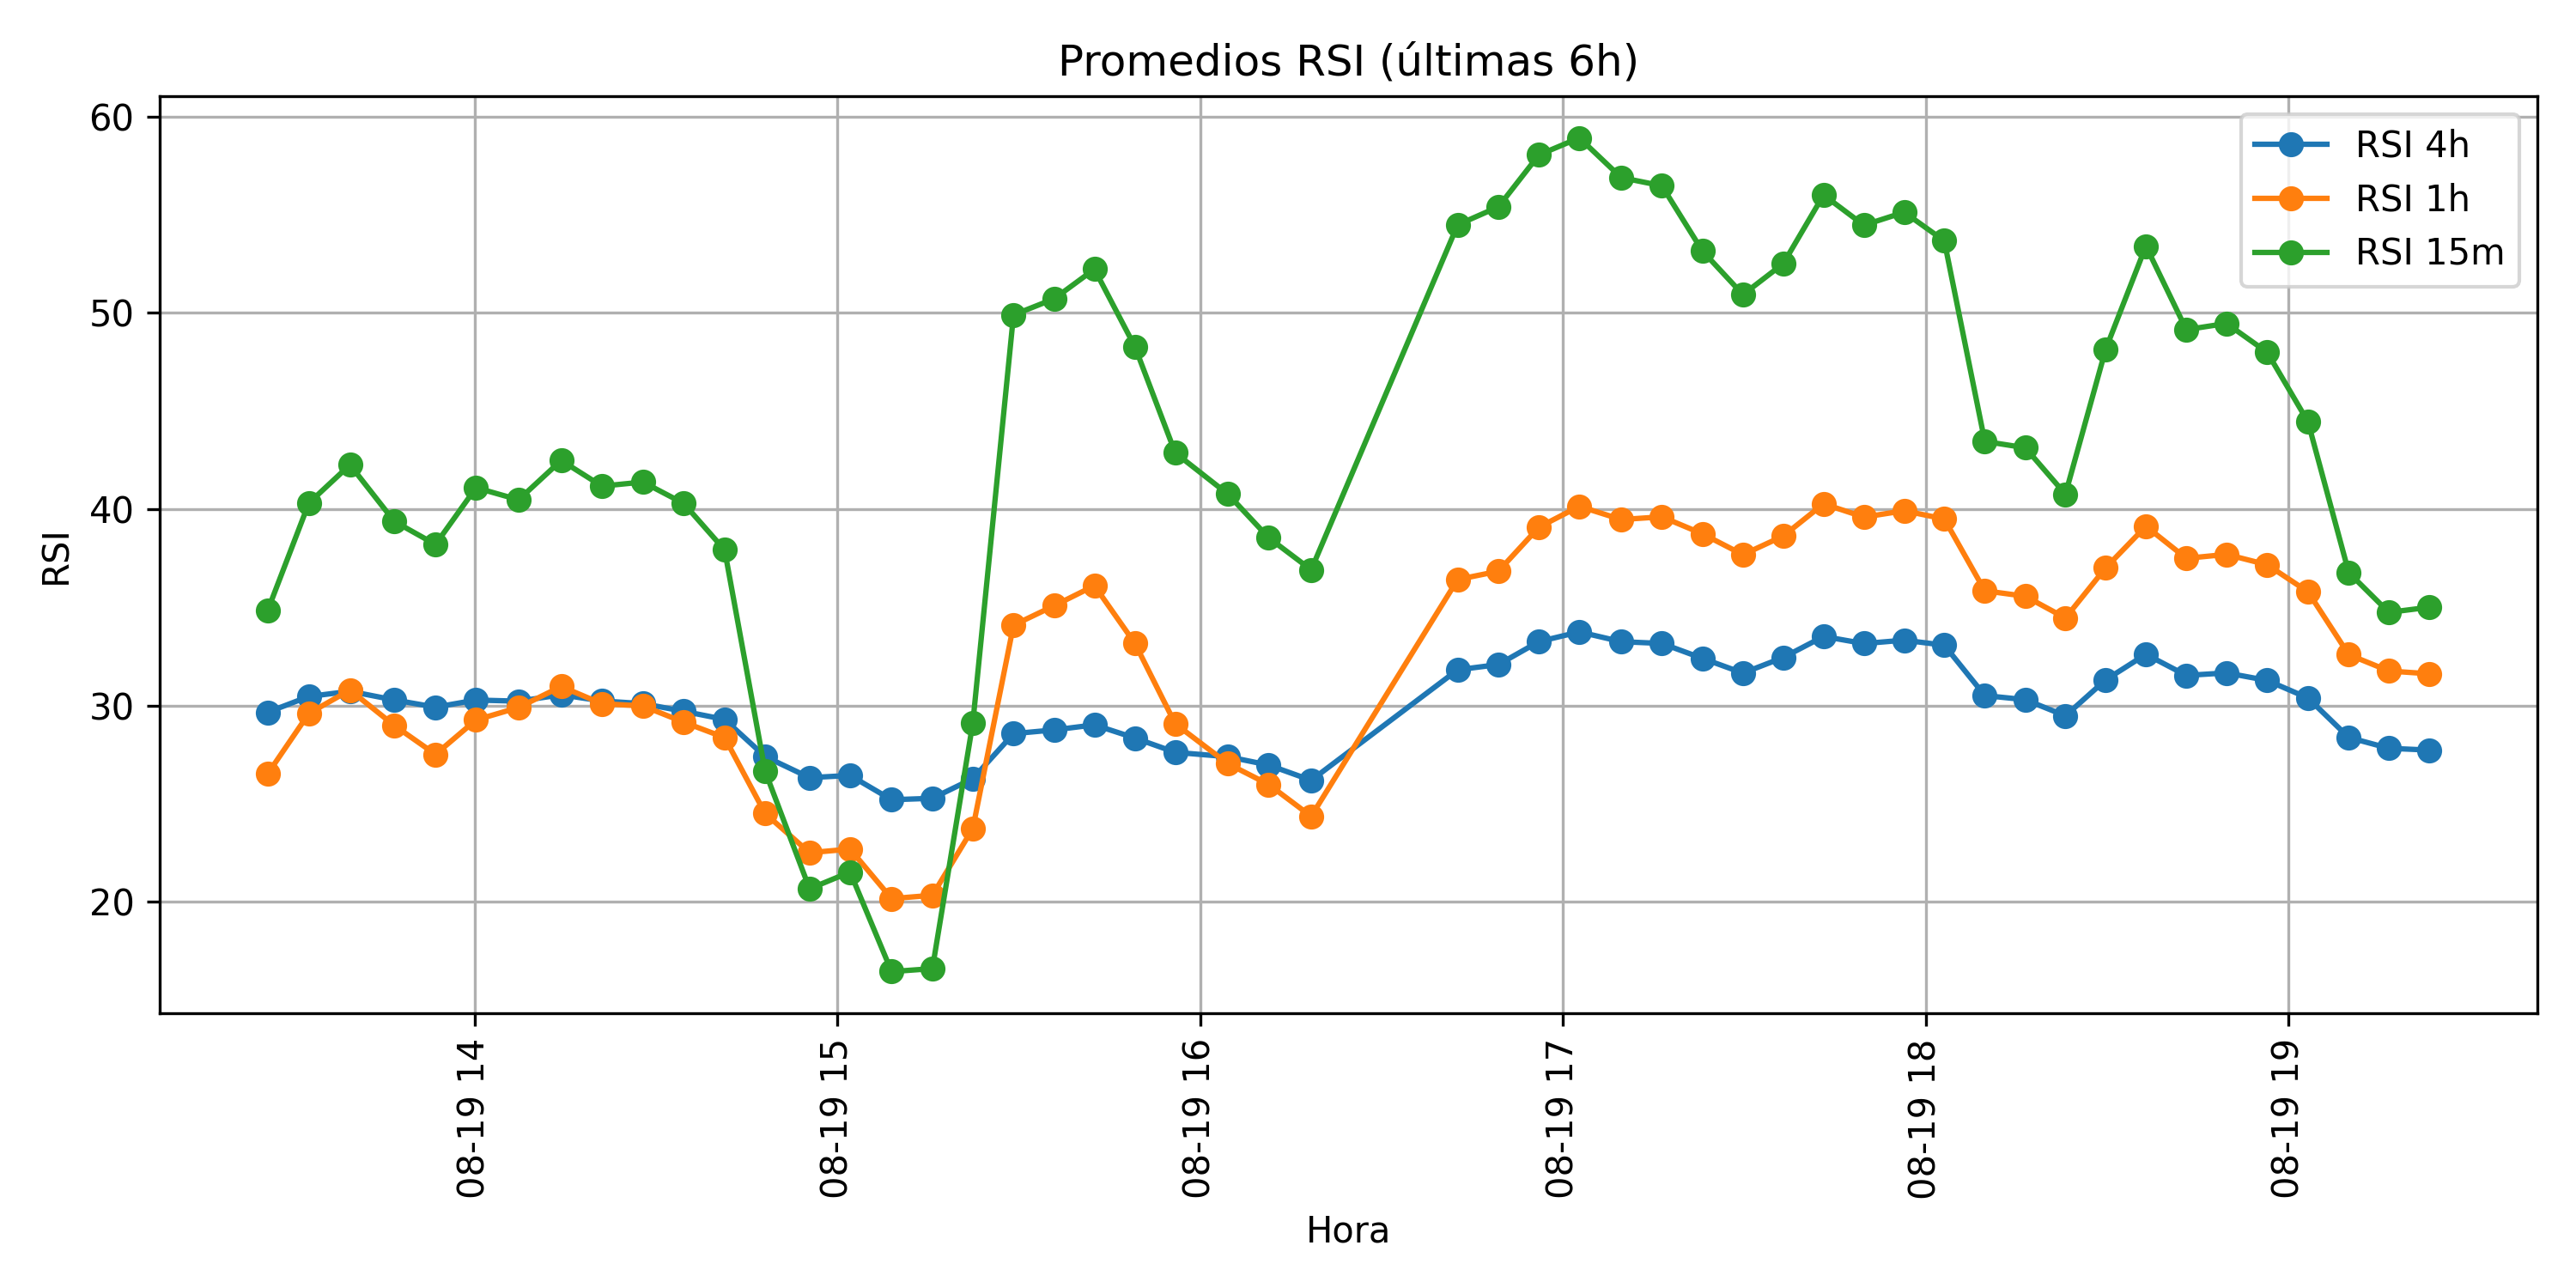 Promedios RSI (últimas 6h)
RSI 4h
RSI 1h
RSI 15m
60
50
40
30
20
RSI
08-19 14
08-19 15
08-19 16
08-19 17
08-19 18
08-19 19
Hora